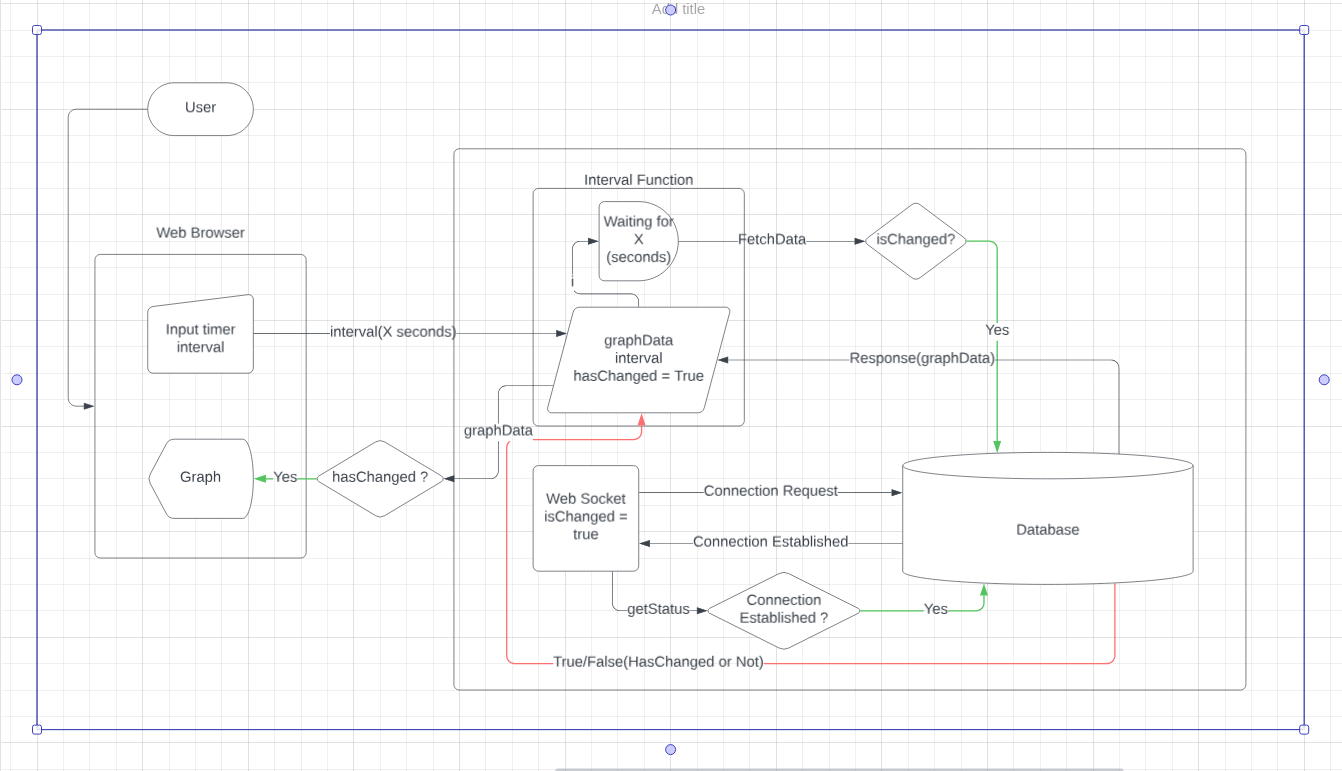 Add title
User
Interval Function
Waiting for
X
(seconds)
FetchData
isChanged?
Web Browser
i
Input timer
interval
interval(X seconds)
graphData
interval
hasChanged = True
Yes
Response(graphData)
graphData
Graph
Yes
hasChanged ?
Web Socket
isChanged =
true
Connection Request
Connection Established
Database
getStatus
Connection
Established ?
Yes
True/False(HasChanged or Not)